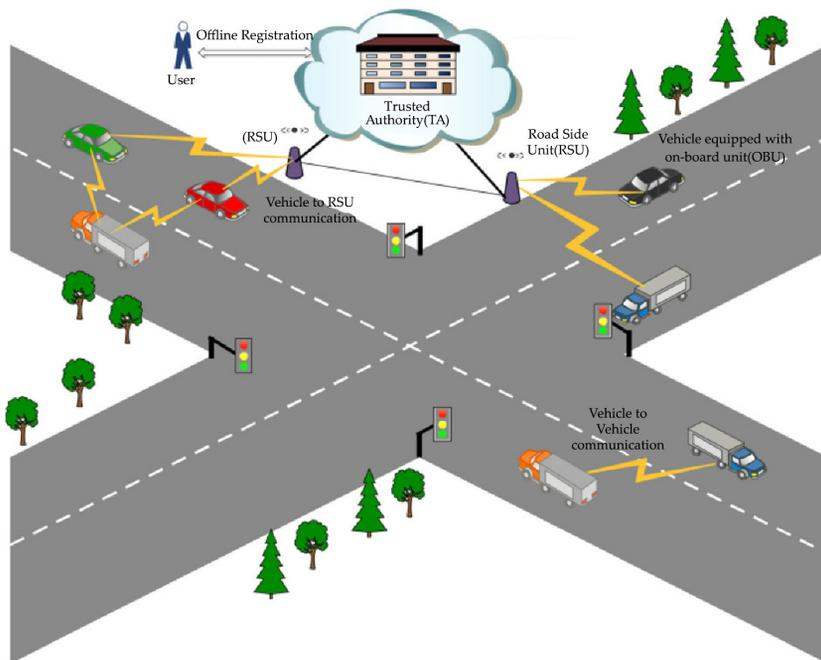 Offline Registration
User
Trusted
Authority(TA)
(RSU)
Road Side
Unit(RSU)
Vehicle equipped with
on-board unit(OBU)
Vehicle to RSU
communication
Vehicle to
Vehicle
communication